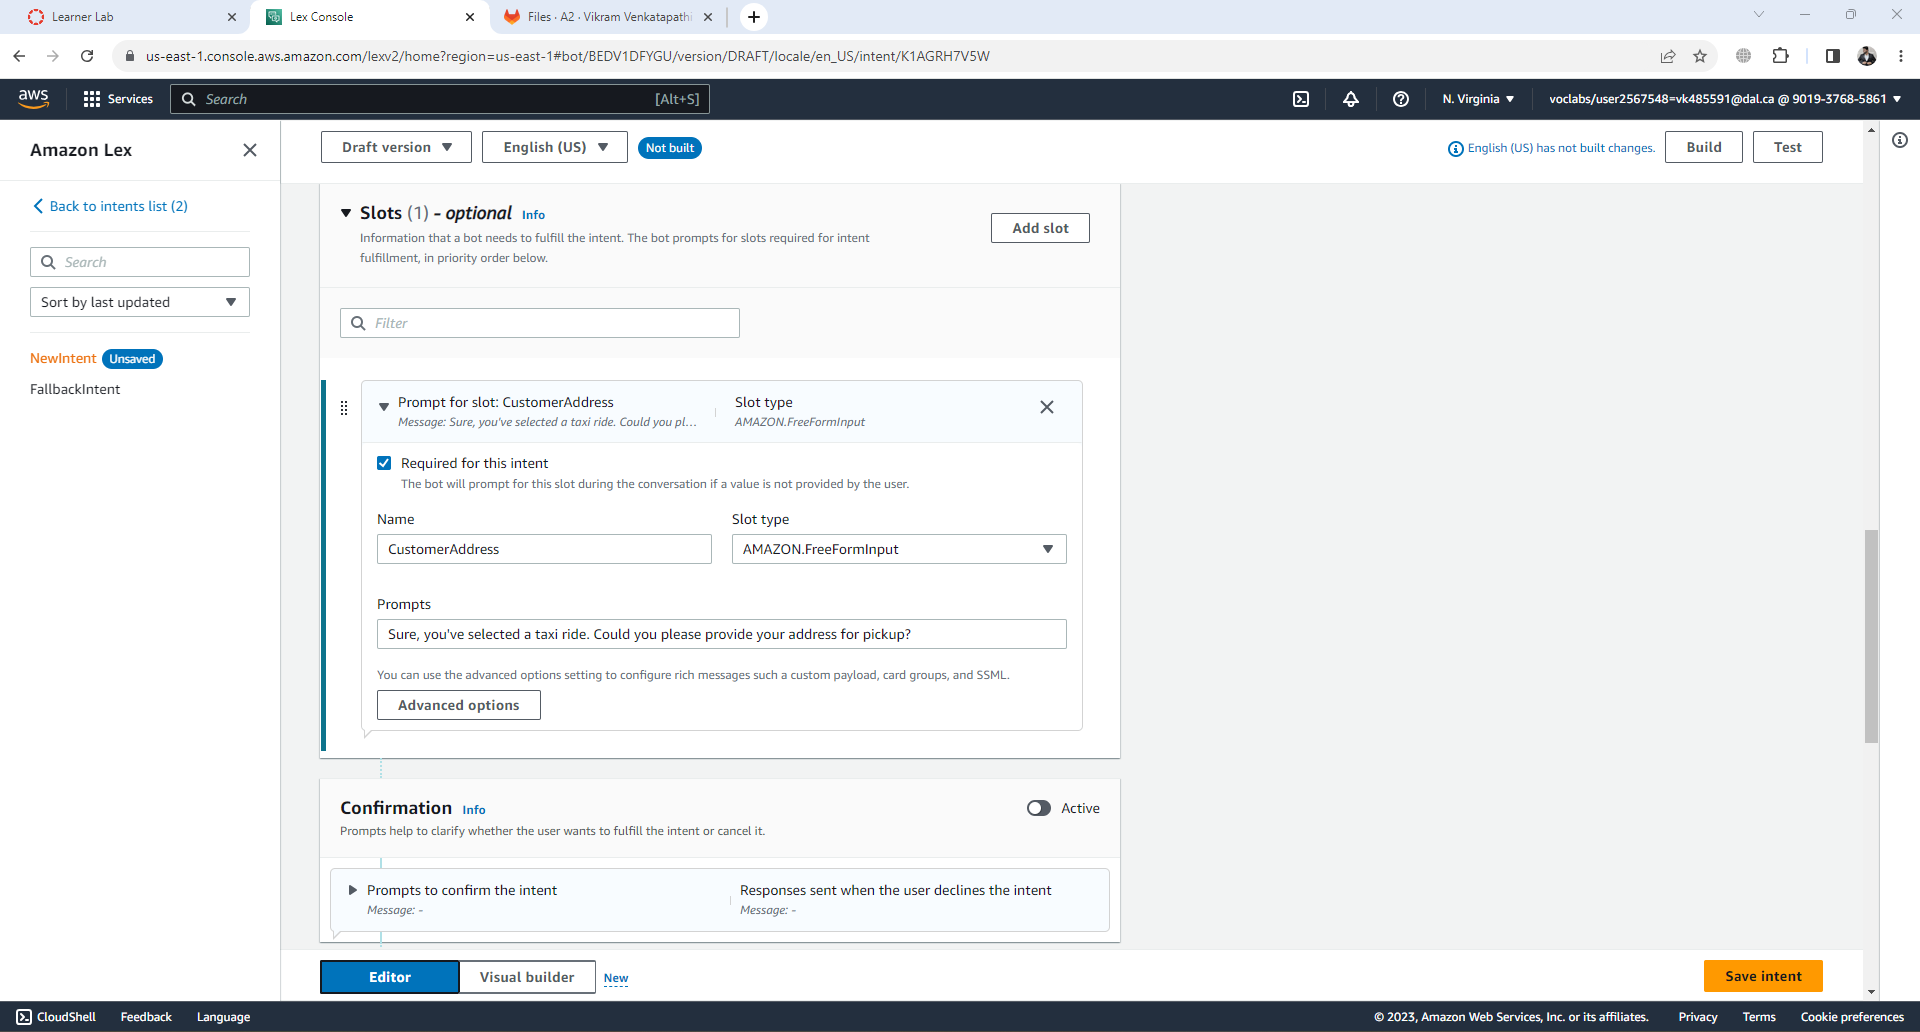 Learner Lab
Lex Console
Files · A2 · Vikram Venkatapathi
us-east-1.console.aws.amazon.com/lexv2/home?region=us-east-1#bot/BEDV1DFYGU/version/DRAFT/locale/en_US/intent/K1AGRH7V5W
aws
Services
Search
[Alt+S]
N. Virginia
voclabs/user2567548=vk485591@dal.ca @ 9019-3768-5861
Amazon Lex
Draft version
English (US)
Not built
English (US) has not built changes.
Build
Test
Back to intents list (2)
Search
Sort by last updated
NewIntent
Unsaved
FallbackIntent
Slots (1) - optional Info
Information that a bot needs to fulfill the intent. The bot prompts for slots required for intent
fulfillment, in priority order below.
Add slot
Filter
Prompt for slot: CustomerAddress
Message: Sure, you've selected a taxi ride. Could you pl...
Slot type
AMAZON.FreeFormInput
Required for this intent
The bot will prompt for this slot during the conversation if a value is not provided by the user.
Name
Slot type
CustomerAddress
AMAZON.FreeFormInput
Prompts
Sure, you've selected a taxi ride. Could you please provide your address for pickup?
You can use the advanced options setting to configure rich messages such a custom payload, card groups, and SSML.
Advanced options
Confirmation Info
Active
Prompts help to clarify whether the user wants to fulfill the intent or cancel it.
Prompts to confirm the intent
Message: -
Responses sent when the user declines the intent
Message: -
Editor
Visual builder
New
Save intent
CloudShell
Feedback
Language
© 2023, Amazon Web Services, Inc. or its affiliates.
Privacy
Terms
Cookie preferences